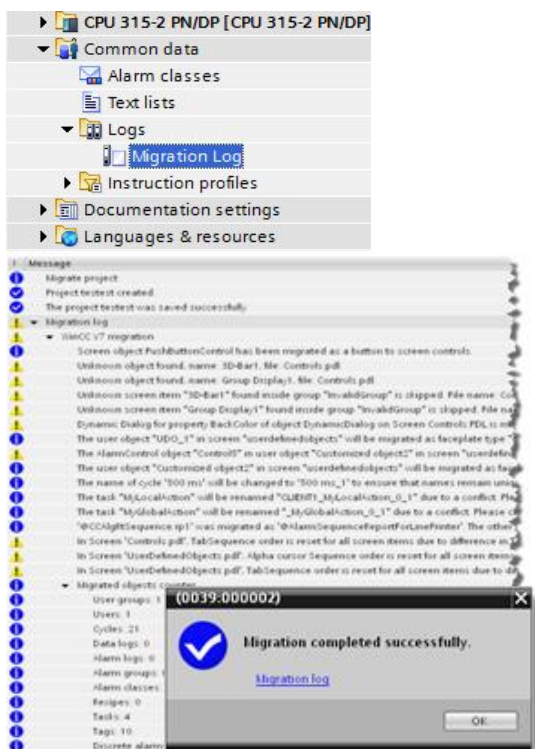 CPU 315-2 PN/DP [CPU 315-2 PN/DP]
Common data
Alarm classes
Text lists
Logs
Migration Log
Instruction profiles
Documentation settings
Languages & resources
! Message
Migrate project
Project testest created.
The project testest was saved successfully.
Migration log
WinCC V7 migration
Screen object PushButtonControl has been migrated as a button to screen controls.
Unknown object found, name: 3D-Bar1, file: Controls.pdl.
Unknown object found, name: Group Display1, file: Controls.pdl.
Unknown screen item "3D-Bar1" found inside group "InvalidGroup" is skipped. File name:
Unknown screen item "Group Display1" found inside group "InvalidGroup" is skipped. File
Dynamic Dialog for property BackColor of object DynamicDialog on Screen Controls.PDL is
The user object "UDO_1" in screen "userdefinedobjects" will be migrated as faceplate type
The AlarmControl object "Control5" in user object "Customized object2" in screen
The user object "Customized object2" in screen "userdefinedobjects" will be migrated as
The name of cycle '500 ms' will be changed to '500 ms_1' to ensure that names remain
The task "MyLocalAction" will be renamed "CLIENT1_MyLocalAction_0_1" due to a conflict.
The task "MyGlobalAction" will be renamed "_MyGlobalAction_0_1" due to a conflict. Please
was migrated as '@AlarmSequenceReportForLinePrinter'. The other
In Screen 'Controls.pdl', TabSequence order is reset for all screen items due to difference in
In Screen 'UserDefinedObjects.pdl', Alpha cursor Sequence order is reset for all screen items
In Screen 'UserDefinedObjects.pdl', TabSequence order is reset for all screen items due to
Migrated objects counter
User groups: 1
Users: 1
Cycles: 21
Data logs: 0
Alarm logs: 0
Alarm groups:
Alarm classes:
Recipes: 0
Tasks: 4
Tags: 10
Discrete alarm
(0039:000002)
Migration completed successfully.
Migration log
OK